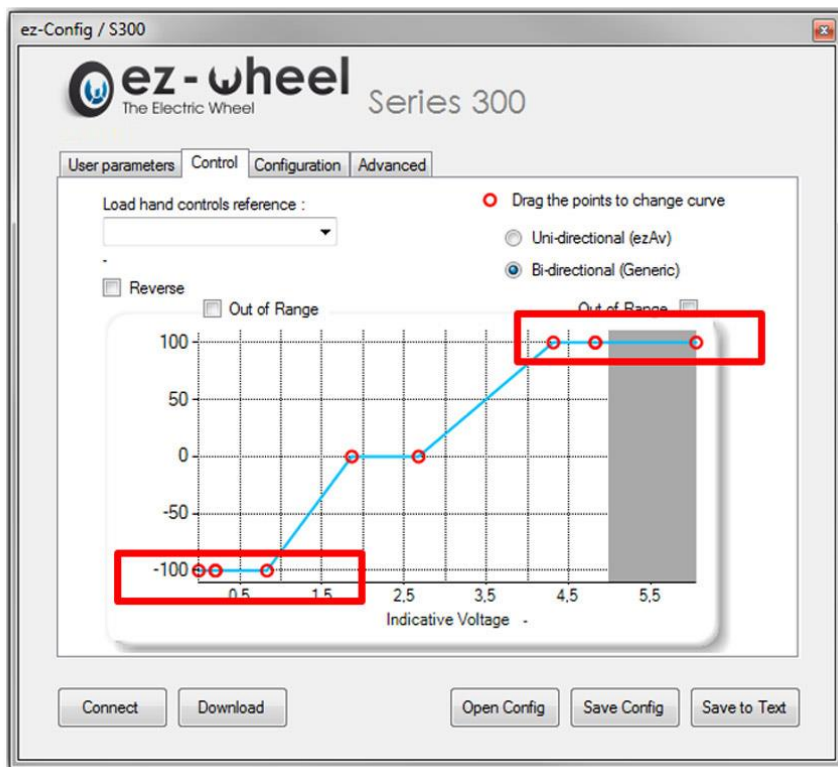 ez-Config / S300
ez-wheel
The Electric Wheel
Series 300
User parameters Control Configuration Advanced
Load hand controls reference :
Drag the points to change curve
Uni-directional (ezAv)
-
Bi-directional (Generic)
Reverse
Out of Range
Out of Range
100
50
0
-50
-100
0,5 1,5 2,5 3,5 4,5 5,5
Indicative Voltage -
Connect Download Open Config Save Config Save to Text